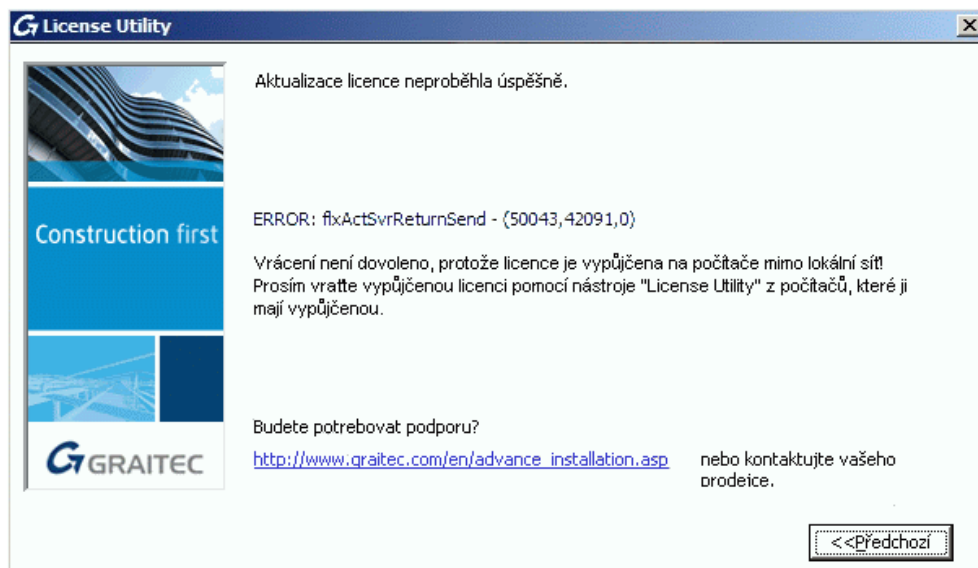 License Utility
Aktualizace licence neproběhla úspěšně.
Construction first
ERROR: flxActSvrReturnSend - (50043,42091,0)
Vrácení není dovoleno, protože licence je vypůjčena na počítače mimo lokální síť!
Prosím vraťte vypůjčenou licenci pomocí nástroje "License Utility" z počítačů, které ji
mají vypůjčenou.
Budete potrebovat podporu?
GRAITEC
http://www.graitec.com/en/advance_installation.asp nebo kontaktujte vašeho
prodejce.
<<Předchozí